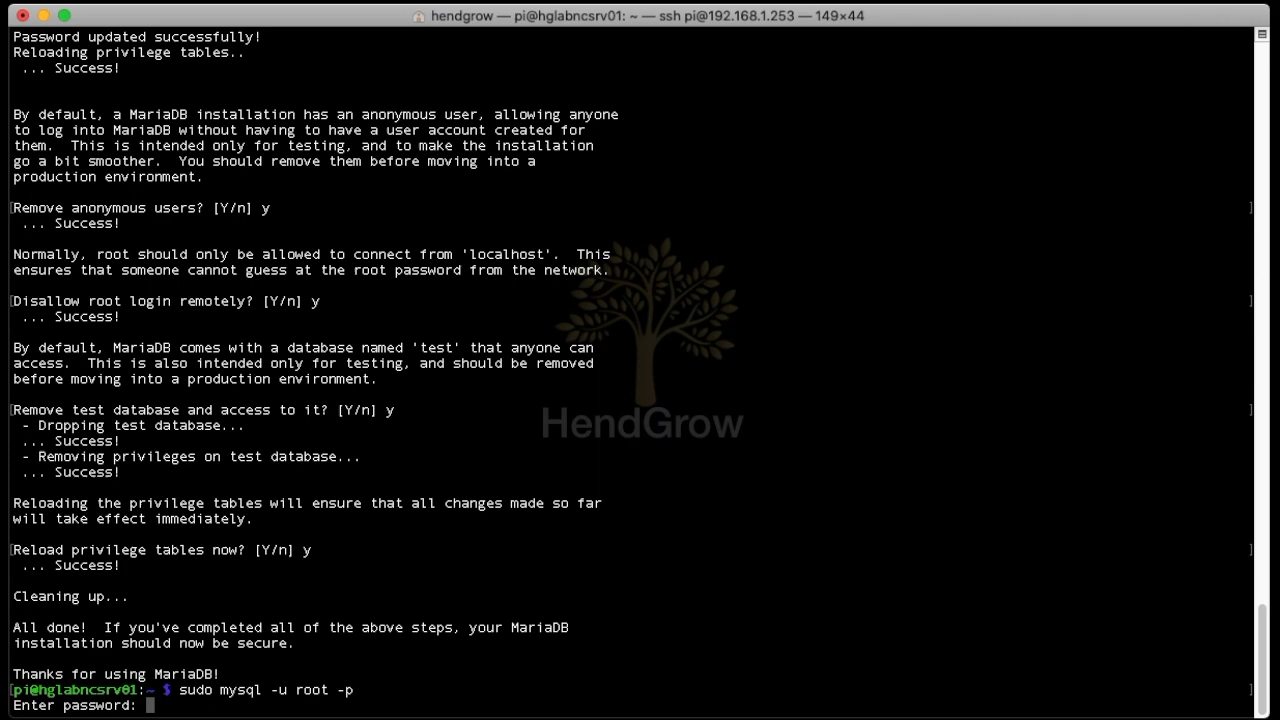 hendgrow — pi@hglabncsrv01: ~ — ssh pi@192.168.1.253 — 149×44
Password updated successfully!
Reloading privilege tables..
 ... Success!
By default, a MariaDB installation has an anonymous user, allowing anyone
to log into MariaDB without having to have a user account created for
them.  This is intended only for testing, and to make the installation
go a bit smoother.  You should remove them before moving into a
production environment.
[Remove anonymous users? [Y/n] y ]
 ... Success!
Normally, root should only be allowed to connect from 'localhost'.  This
ensures that someone cannot guess at the root password from the network.
[Disallow root login remotely? [Y/n] y ]
 ... Success!
By default, MariaDB comes with a database named 'test' that anyone can
access.  This is also intended only for testing, and should be removed
before moving into a production environment.
[Remove test database and access to it? [Y/n] y ]
 - Dropping test database...
HendGrow
 ... Success!
 - Removing privileges on test database...
 ... Success!
Reloading the privilege tables will ensure that all changes made so far
will take effect immediately.
[Reload privilege tables now? [Y/n] y ]
 ... Success!
Cleaning up...
All done!  If you've completed all of the above steps, your MariaDB
installation should now be secure.
Thanks for using MariaDB!
[pi@hglabncsrv01:~ $ sudo mysql -u root -p ]
Enter password: